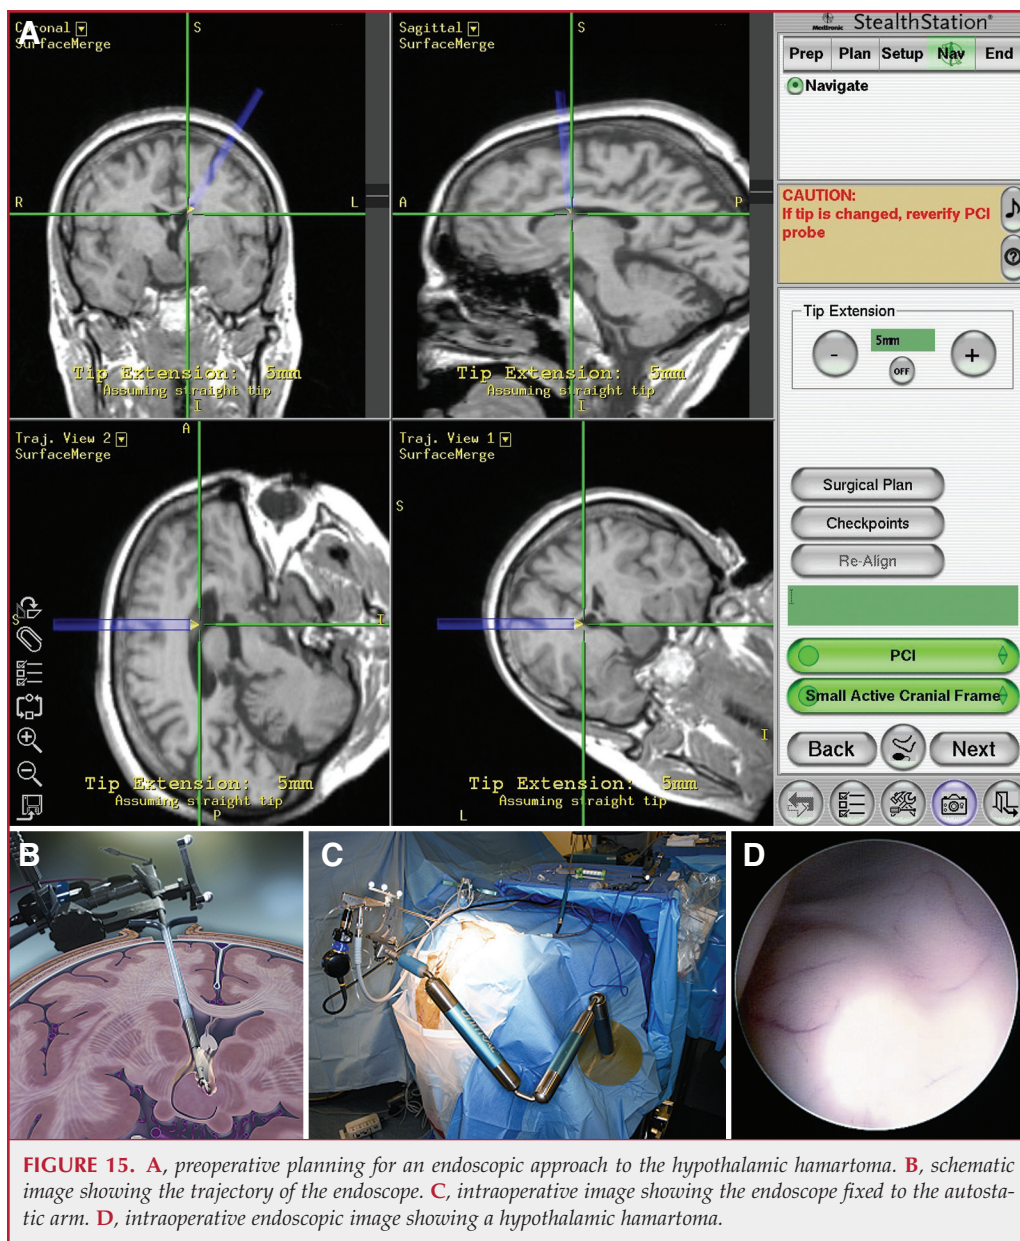 A
Coronal
SurfaceMerge
S
R
L
Tip Extension: 5mm
Assuming straight tip
I
Sagittal
SurfaceMerge
S
A
P
Tip Extension: 5mm
Assuming straight tip
I
Traj. View 2
SurfaceMerge
A
S
I
Tip Extension: 5mm
Assuming straight tip
P
Traj. View 1
SurfaceMerge
S
I
Tip Extension: 5mm
Assuming straight tip
L
Medtronic
StealthStation®
Prep Plan Setup Nav End
Navigate
CAUTION:
If tip is changed, reverify PCI
probe
Tip Extension
- 5mm +
OFF
Surgical Plan
Checkpoints
Re-Align
PCI
Small Active Cranial Frame
Back Next
B
C
D
FIGURE 15. A, preoperative planning for an endoscopic approach to the hypothalamic hamartoma. B, schematic
image showing the trajectory of the endoscope. C, intraoperative image showing the endoscope fixed to the autosta-
tic arm. D, intraoperative endoscopic image showing a hypothalamic hamartoma.